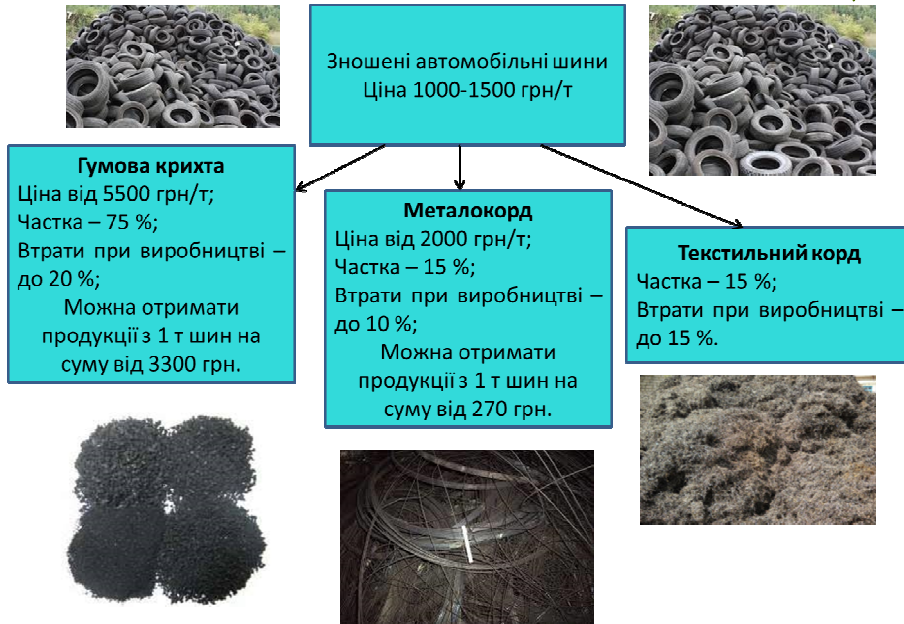 Зношені автомобільні шини
Ціна 1000-1500 грн/т
Гумова крихта
Ціна від 5500 грн/т;
Частка – 75 %;
Втрати при виробництві –
до 20 %;
Можна отримати
продукції з 1 т шин на
суму від 3300 грн.
Металокорд
Ціна від 2000 грн/т;
Частка – 15 %;
Втрати при виробництві –
до 10 %;
Можна отримати
продукції з 1 т шин на
суму від 270 грн.
Текстильний корд
Частка – 15 %;
Втрати при виробництві –
до 15 %.